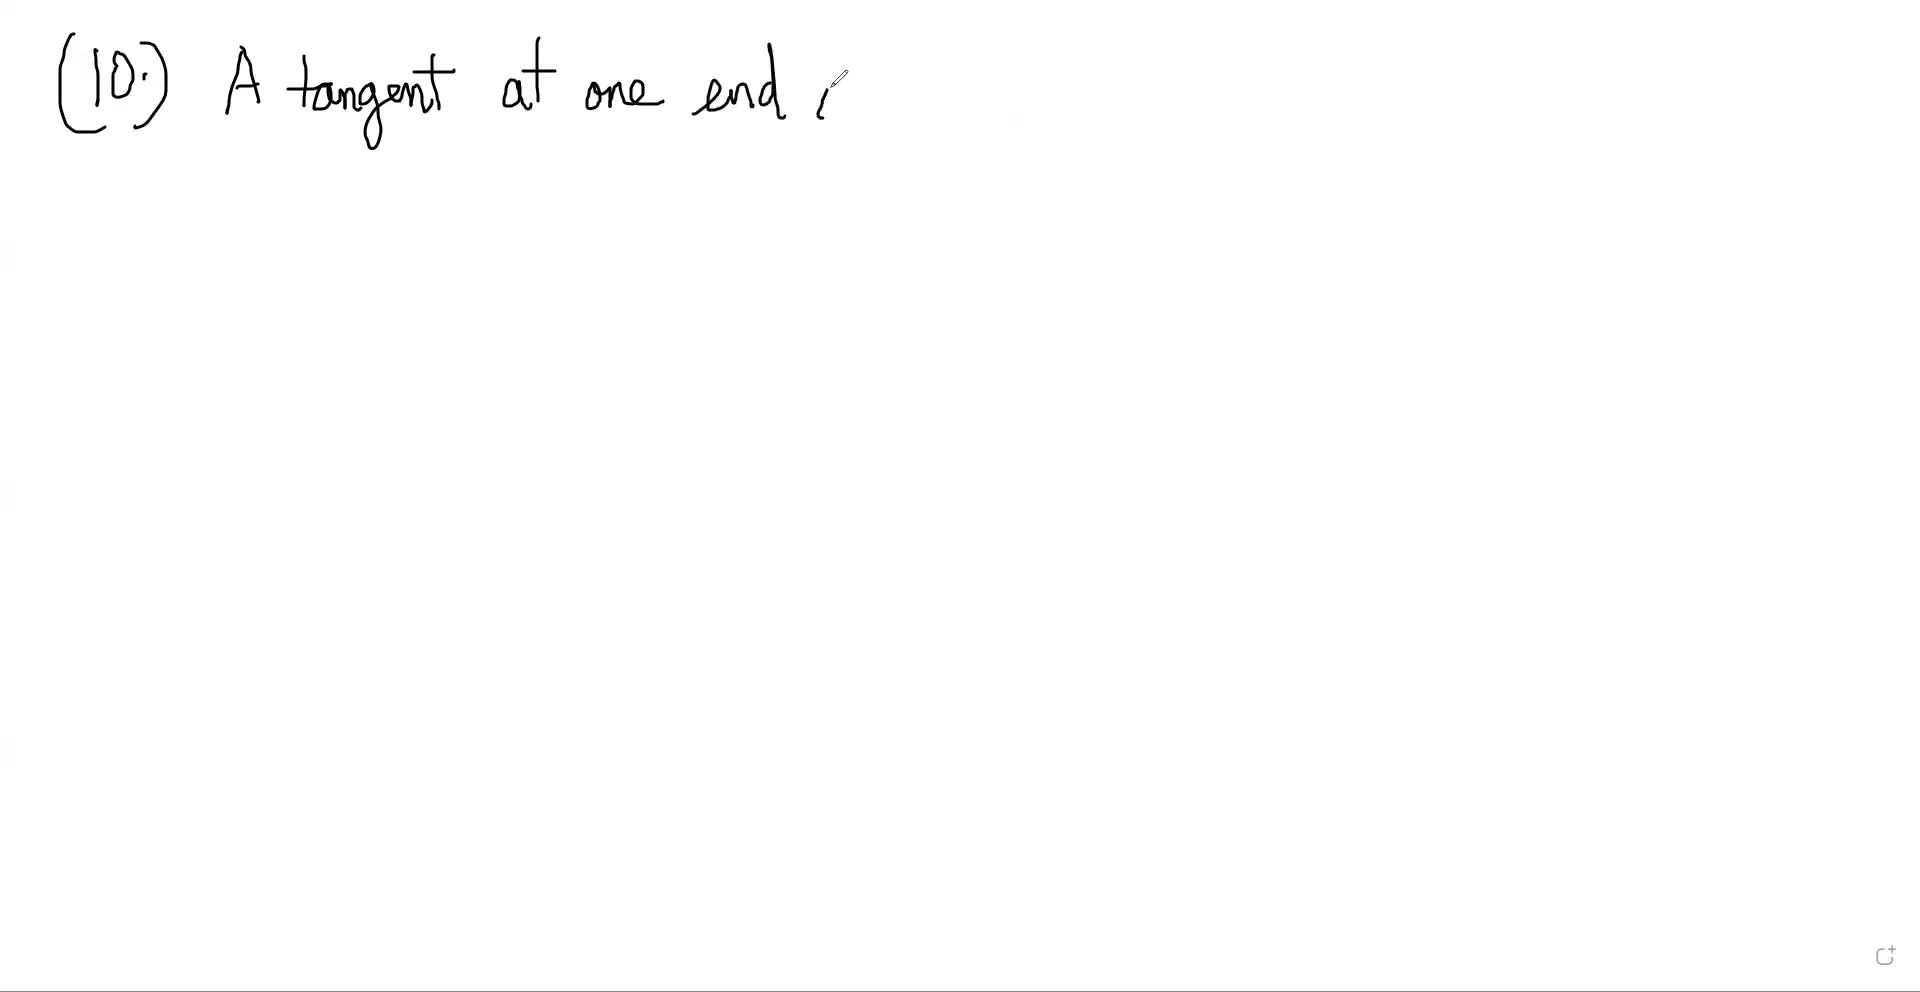 (10.) A tangent at one end